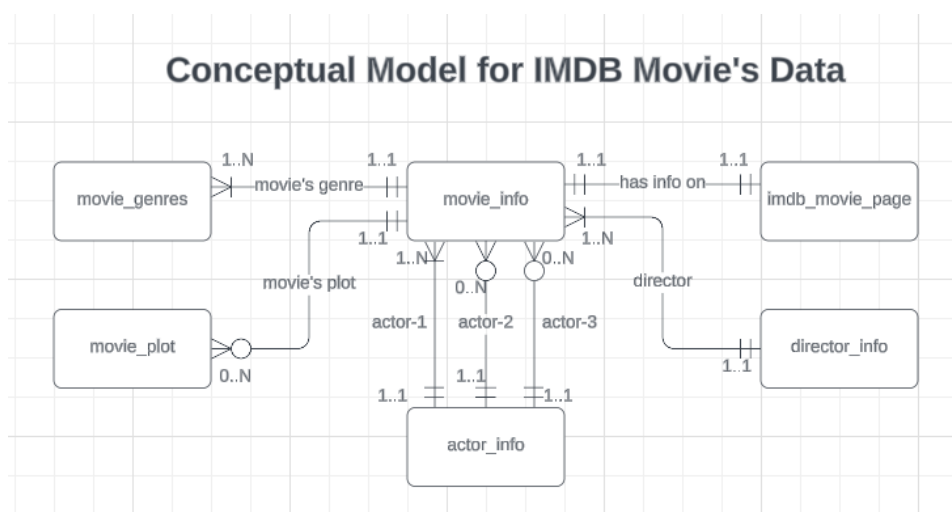 Conceptual Model for IMDB Movie's Data
1..N
1..1
1..1
1..1
movie_genres
movie's genre
movie_info
has info on
imdb_movie_page
1..1
1..N
0..N
1..N
movie's plot
0..N
director
movie_plot
actor-1
actor-2
actor-3
director_info
0..N
1..1
1..1
1..1
1..1
actor_info